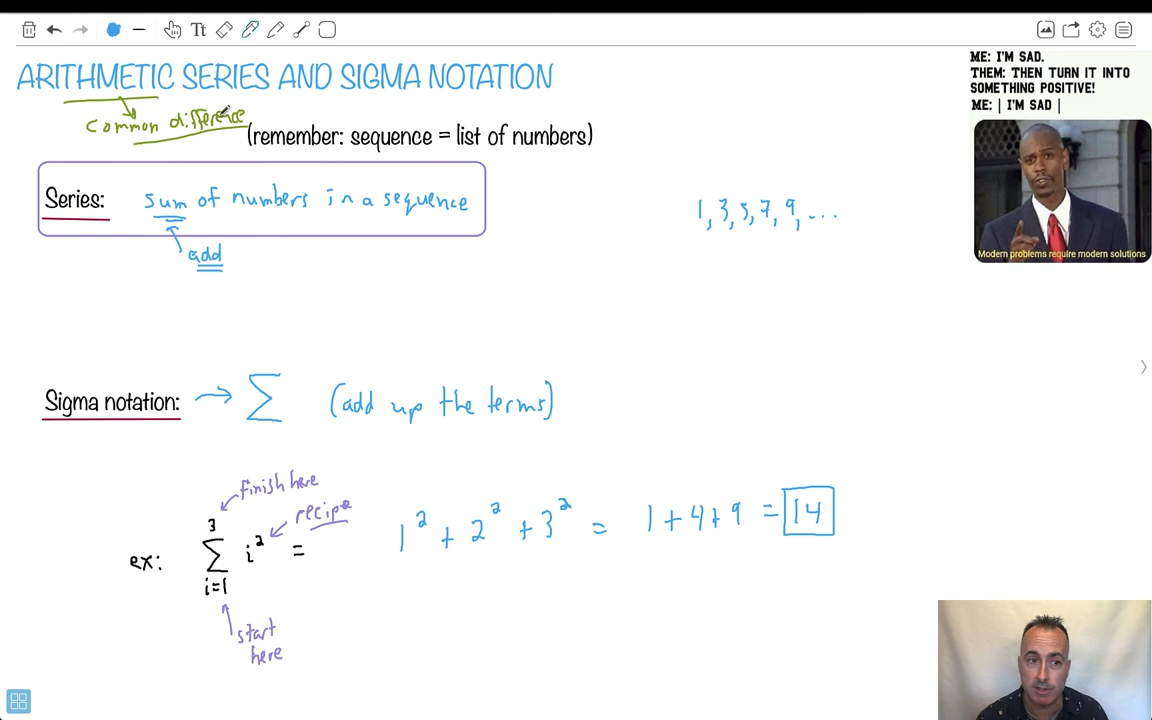 Tt
ARITHMETIC SERIES AND SIGMA NOTATION
ME: I'M SAD.
THEM: THEN TURN IT INTO
SOMETHING POSITIVE!
ME: | I'M SAD |
Common difference
(remember: sequence = list of numbers)
Series: sum of numbers in a sequence
add
1, 3, 5, 7, 9, ...
Modern problems require modern solutions
Sigma notation: → ∑ (add up the terms)
finish here
recipe
3
ex: ∑ i² = 1² + 2² + 3² = 1 + 4 + 9 = 14
i=1
start
here